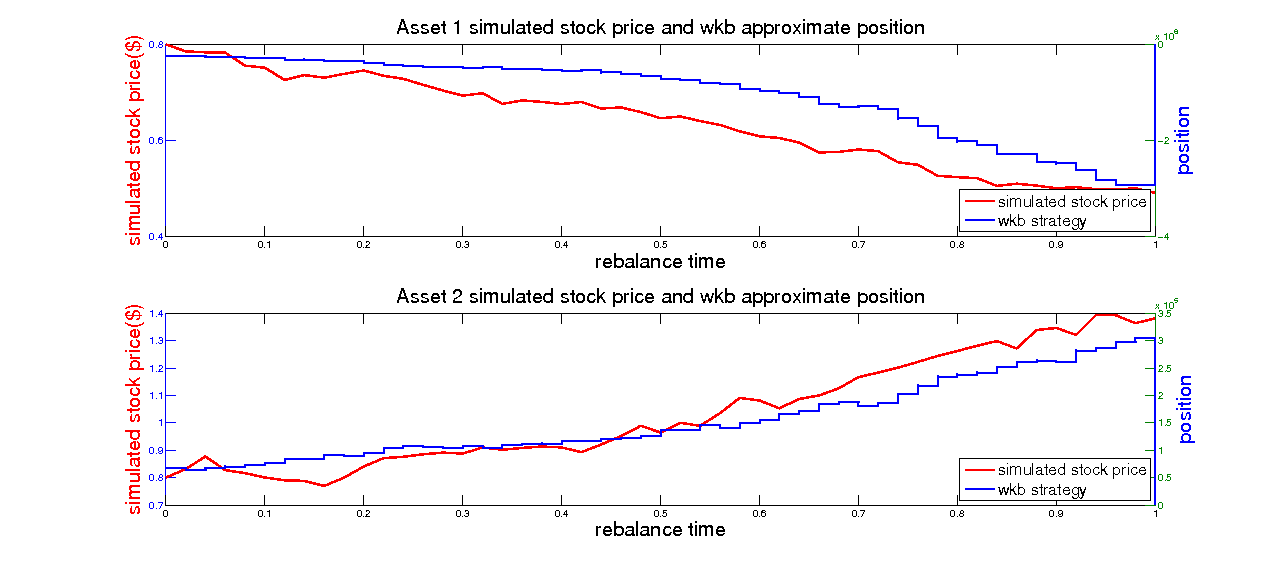 Asset 1 simulated stock price and wkb approximate position
x 10^6
simulated stock price($)
0.8
0.6
0.4
0
-2
-4
position
simulated stock price
wkb strategy
0 0.1 0.2 0.3 0.4 0.5 0.6 0.7 0.8 0.9 1
rebalance time
Asset 2 simulated stock price and wkb approximate position
simulated stock price($)
1.4
1.3
1.2
1.1
1
0.9
0.8
0.7
3.5
3
2.5
2
1.5
1
0.5
0
position
simulated stock price
wkb strategy
0 0.1 0.2 0.3 0.4 0.5 0.6 0.7 0.8 0.9 1
rebalance time